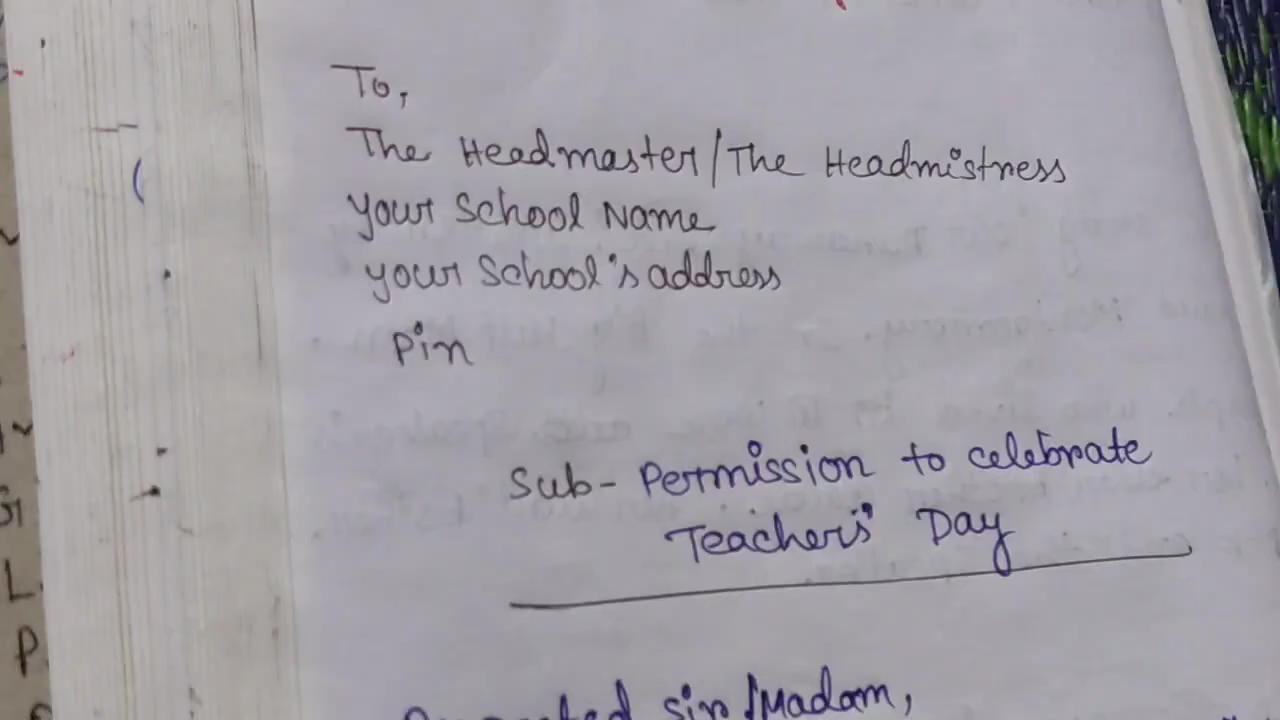 To,
The Headmaster/The Headmistress
Your School Name
your School's address
Pin
Sub- Permission to celebrate
Teachers' Day
sir/Madam,
G
L.
P.